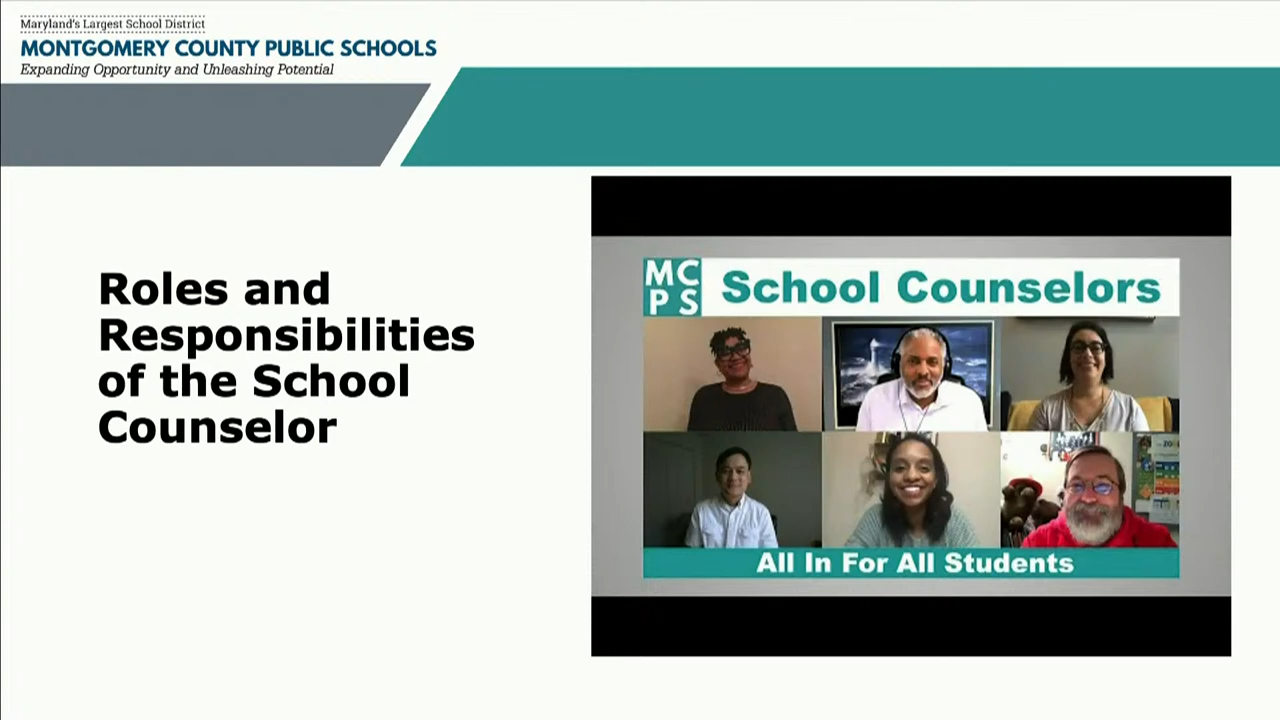 Maryland's Largest School District
MONTGOMERY COUNTY PUBLIC SCHOOLS
Expanding Opportunity and Unleashing Potential
Roles and
Responsibilities
of the School
Counselor
MC
PS
School Counselors
All In For All Students